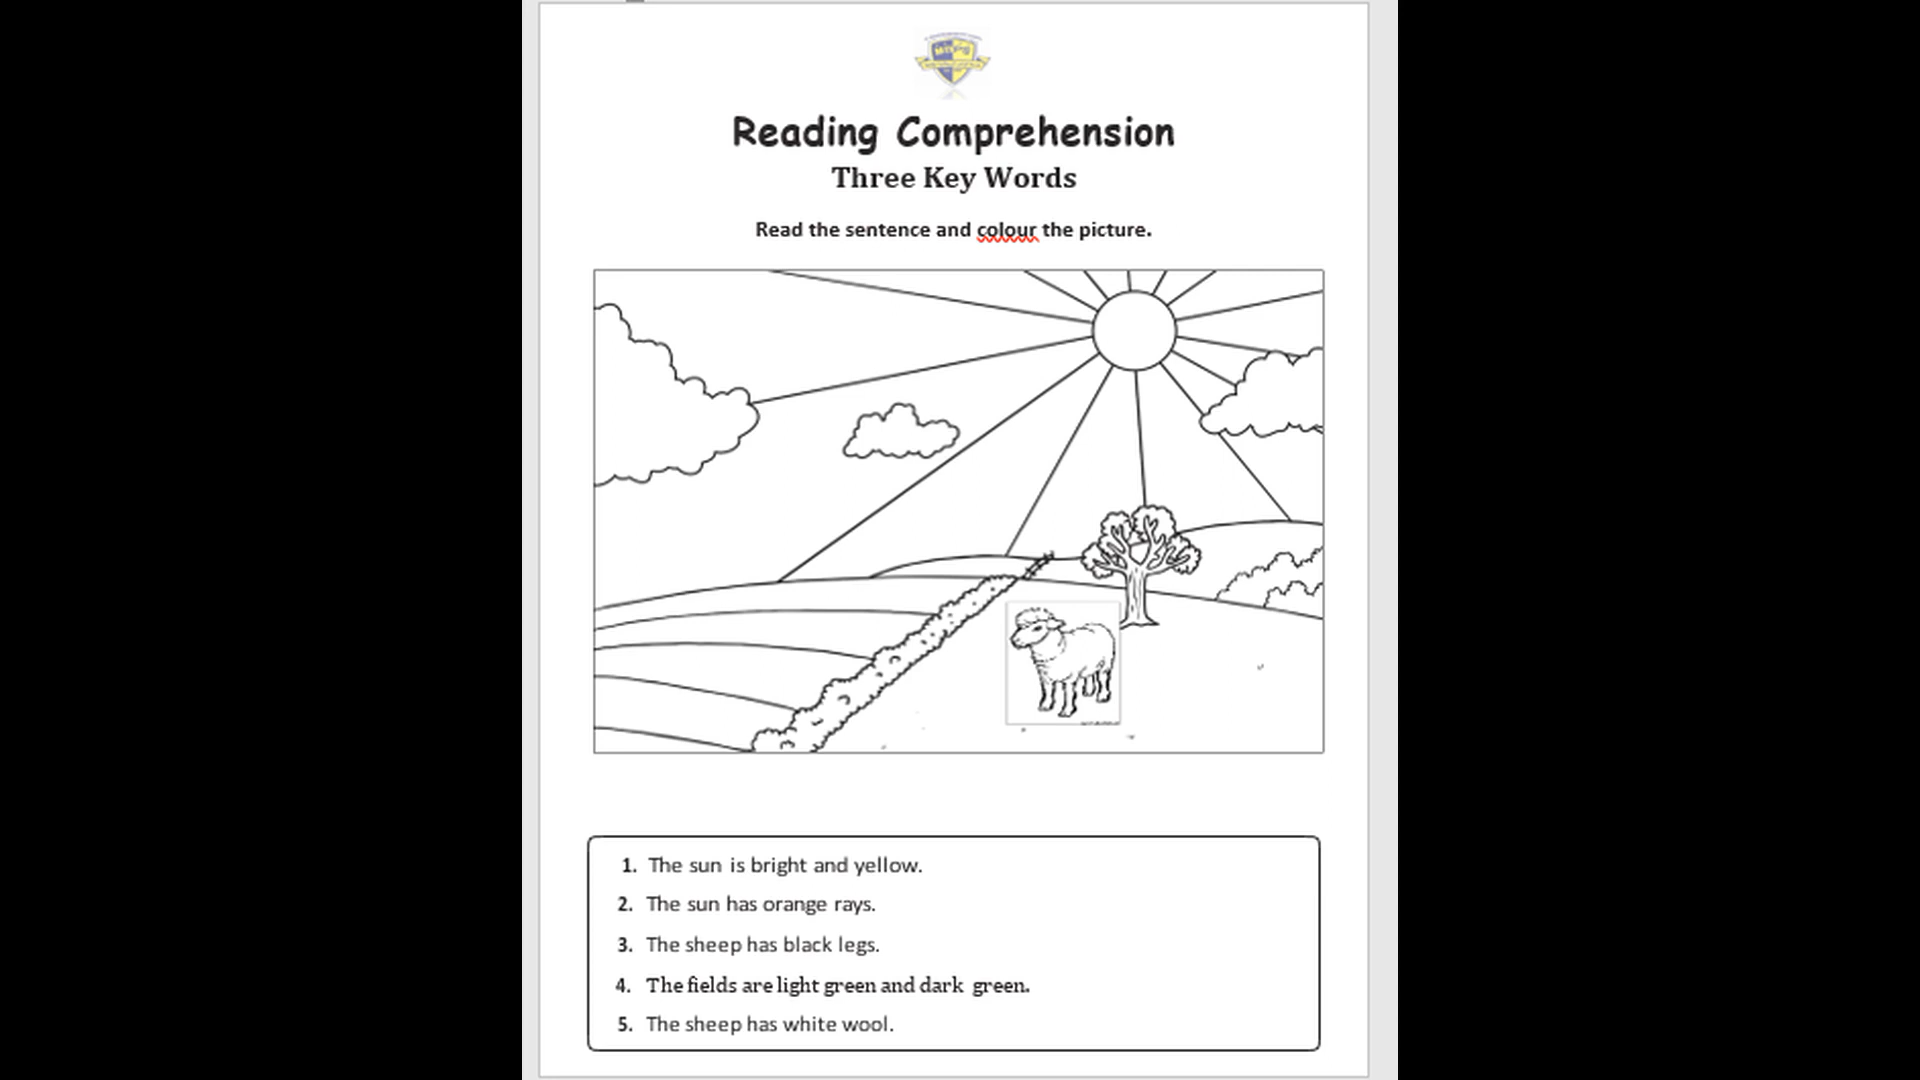 Reading Comprehension
Three Key Words
Read the sentence and colour the picture.
1. The sun is bright and yellow.
2. The sun has orange rays.
3. The sheep has black legs.
4. The fields are light green and dark green.
5. The sheep has white wool.